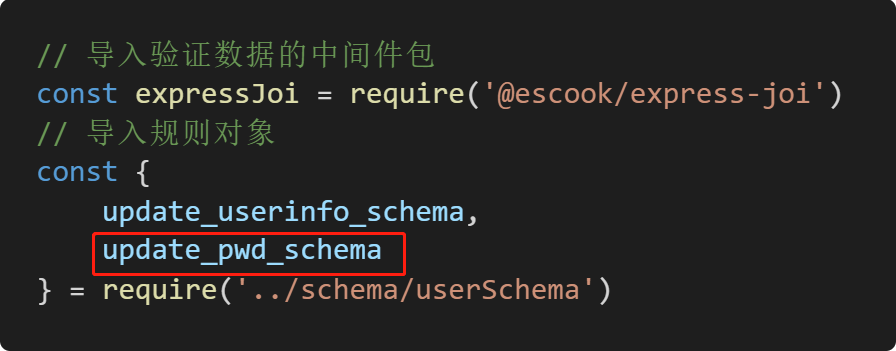 // 导入验证数据的中间件包
const expressJoi = require('@escook/express-joi')
// 导入规则对象
const {
    update_userinfo_schema,
    update_pwd_schema
} = require('../schema/userSchema')